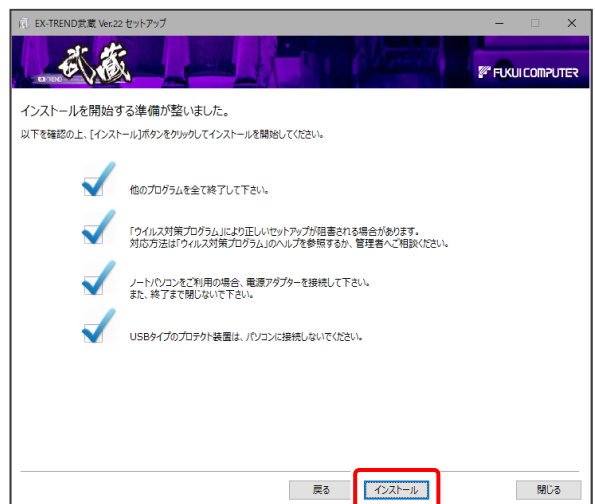 EX-TREND武蔵 Ver.22 セットアップ
EX-TREND 武蔵
FUKUI COMPUTER
インストールを開始する準備が整いました。
以下を確認の上、[インストール]ボタンをクリックしてインストールを開始してください。
他のプログラムを全て終了して下さい。
「ウイルス対策プログラム」により正しいセットアップが阻害される場合があります。
対応方法は「ウィルス対策プログラム」のヘルプを参照するか、管理者へご相談ください。
ノートパソコンをご利用の場合、電源アダプターを接続して下さい。
また、終了まで閉じないで下さい。
USBタイプのプロテクト装置は、パソコンに接続しないでください。
戻る
インストール
閉じる